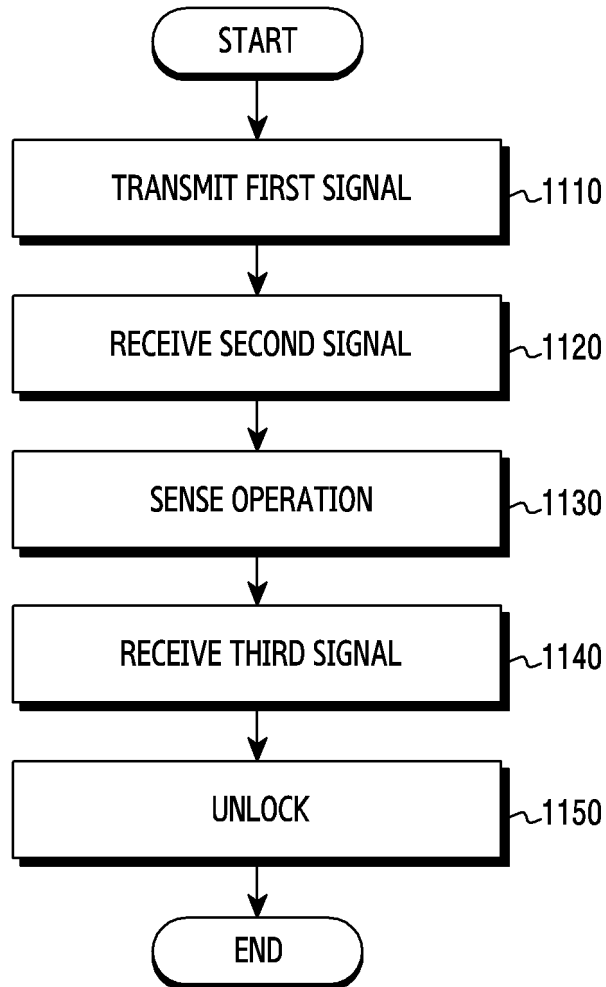 START
TRANSMIT FIRST SIGNAL
1110
RECEIVE SECOND SIGNAL
1120
SENSE OPERATION
1130
RECEIVE THIRD SIGNAL
1140
UNLOCK
1150
END